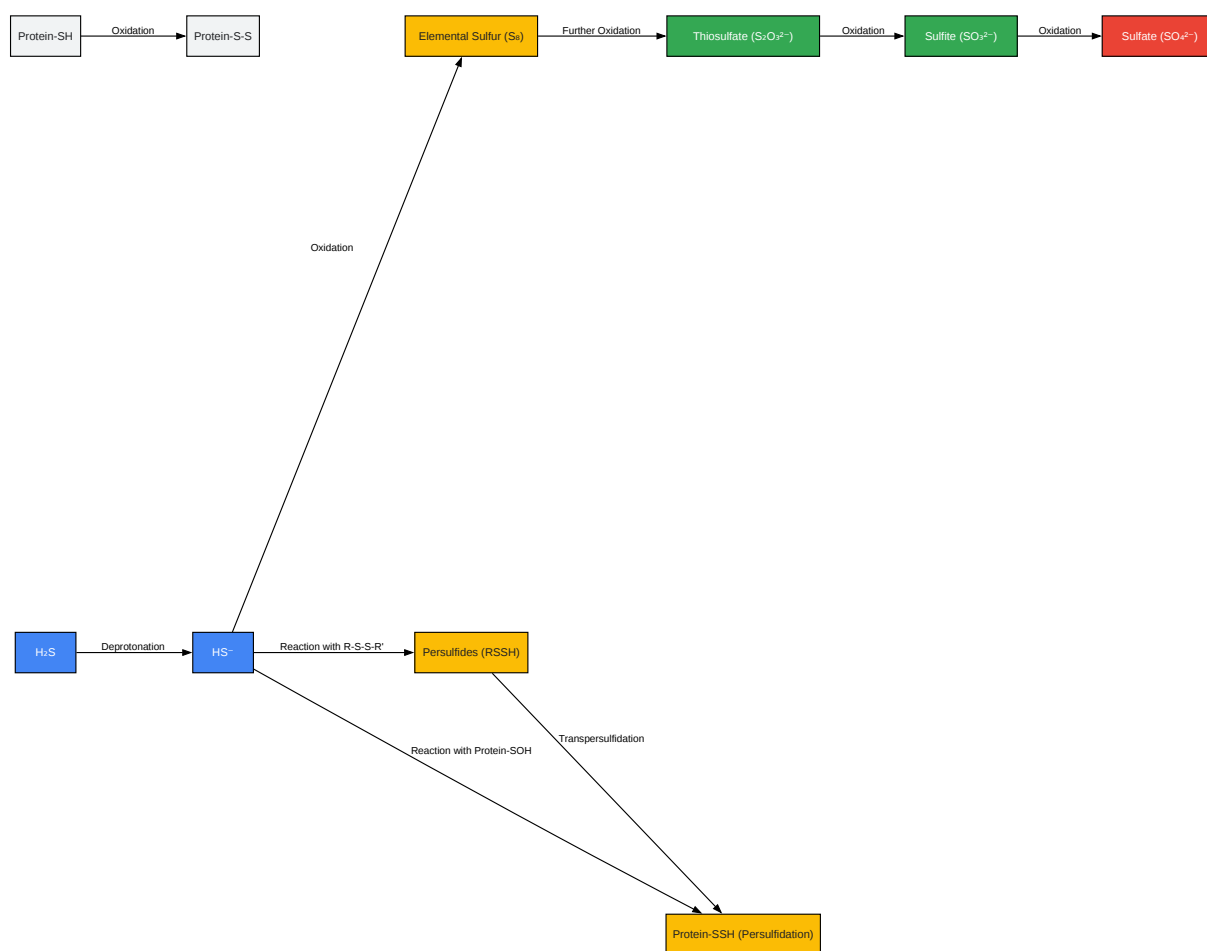 Protein-SH
Oxidation
Protein-S-S
Elemental Sulfur (S₈)
Further Oxidation
Thiosulfate (S₂O₃²⁻)
Oxidation
Sulfite (SO₃²⁻)
Oxidation
Sulfate (SO₄²⁻)
Oxidation
H₂S
Deprotonation
HS⁻
Reaction with R-S-S-R'
Persulfides (RSSH)
Transpersulfidation
Reaction with Protein-SOH
Protein-SSH (Persulfidation)